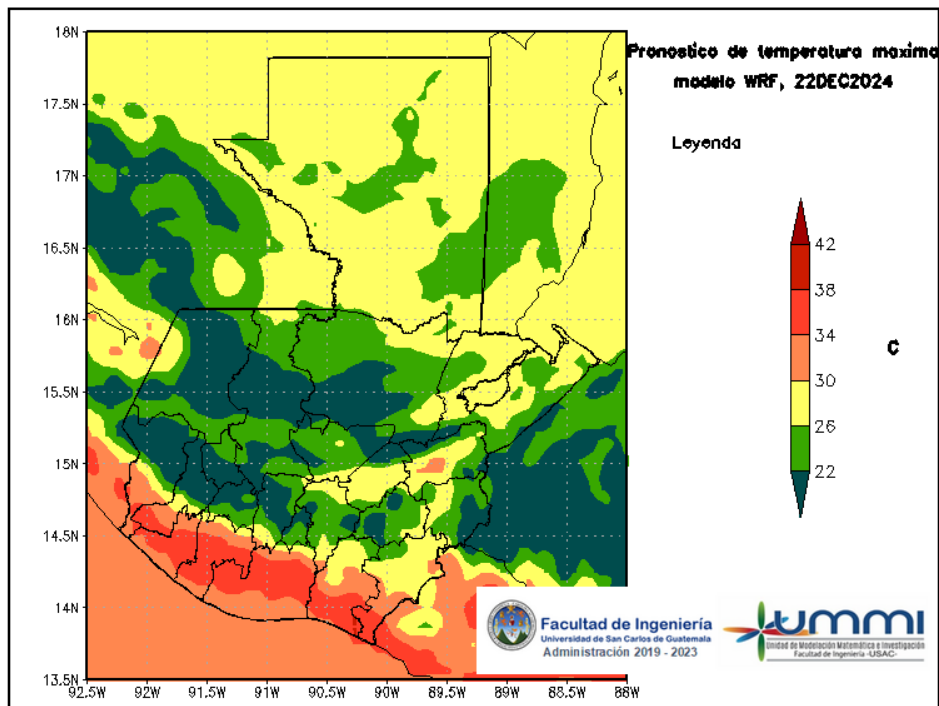 18N
17.5N
17N
16.5N
16N
15.5N
15N
14.5N
14N
13.5N
92.5W
92W
91.5W
91W
90.5W
90W
89.5W
89W
88.5W
88W
Pronostico de temperatura maxima
modelo WRF, 22DEC2024
Leyenda
42
38
34
30
26
22
C
Facultad de Ingeniería
Universidad de San Carlos de Guatemala
Administración 2019 - 2023
UMMI
Unidad de Modelación Matemática e Investigación
Facultad de Ingeniería -USAC-